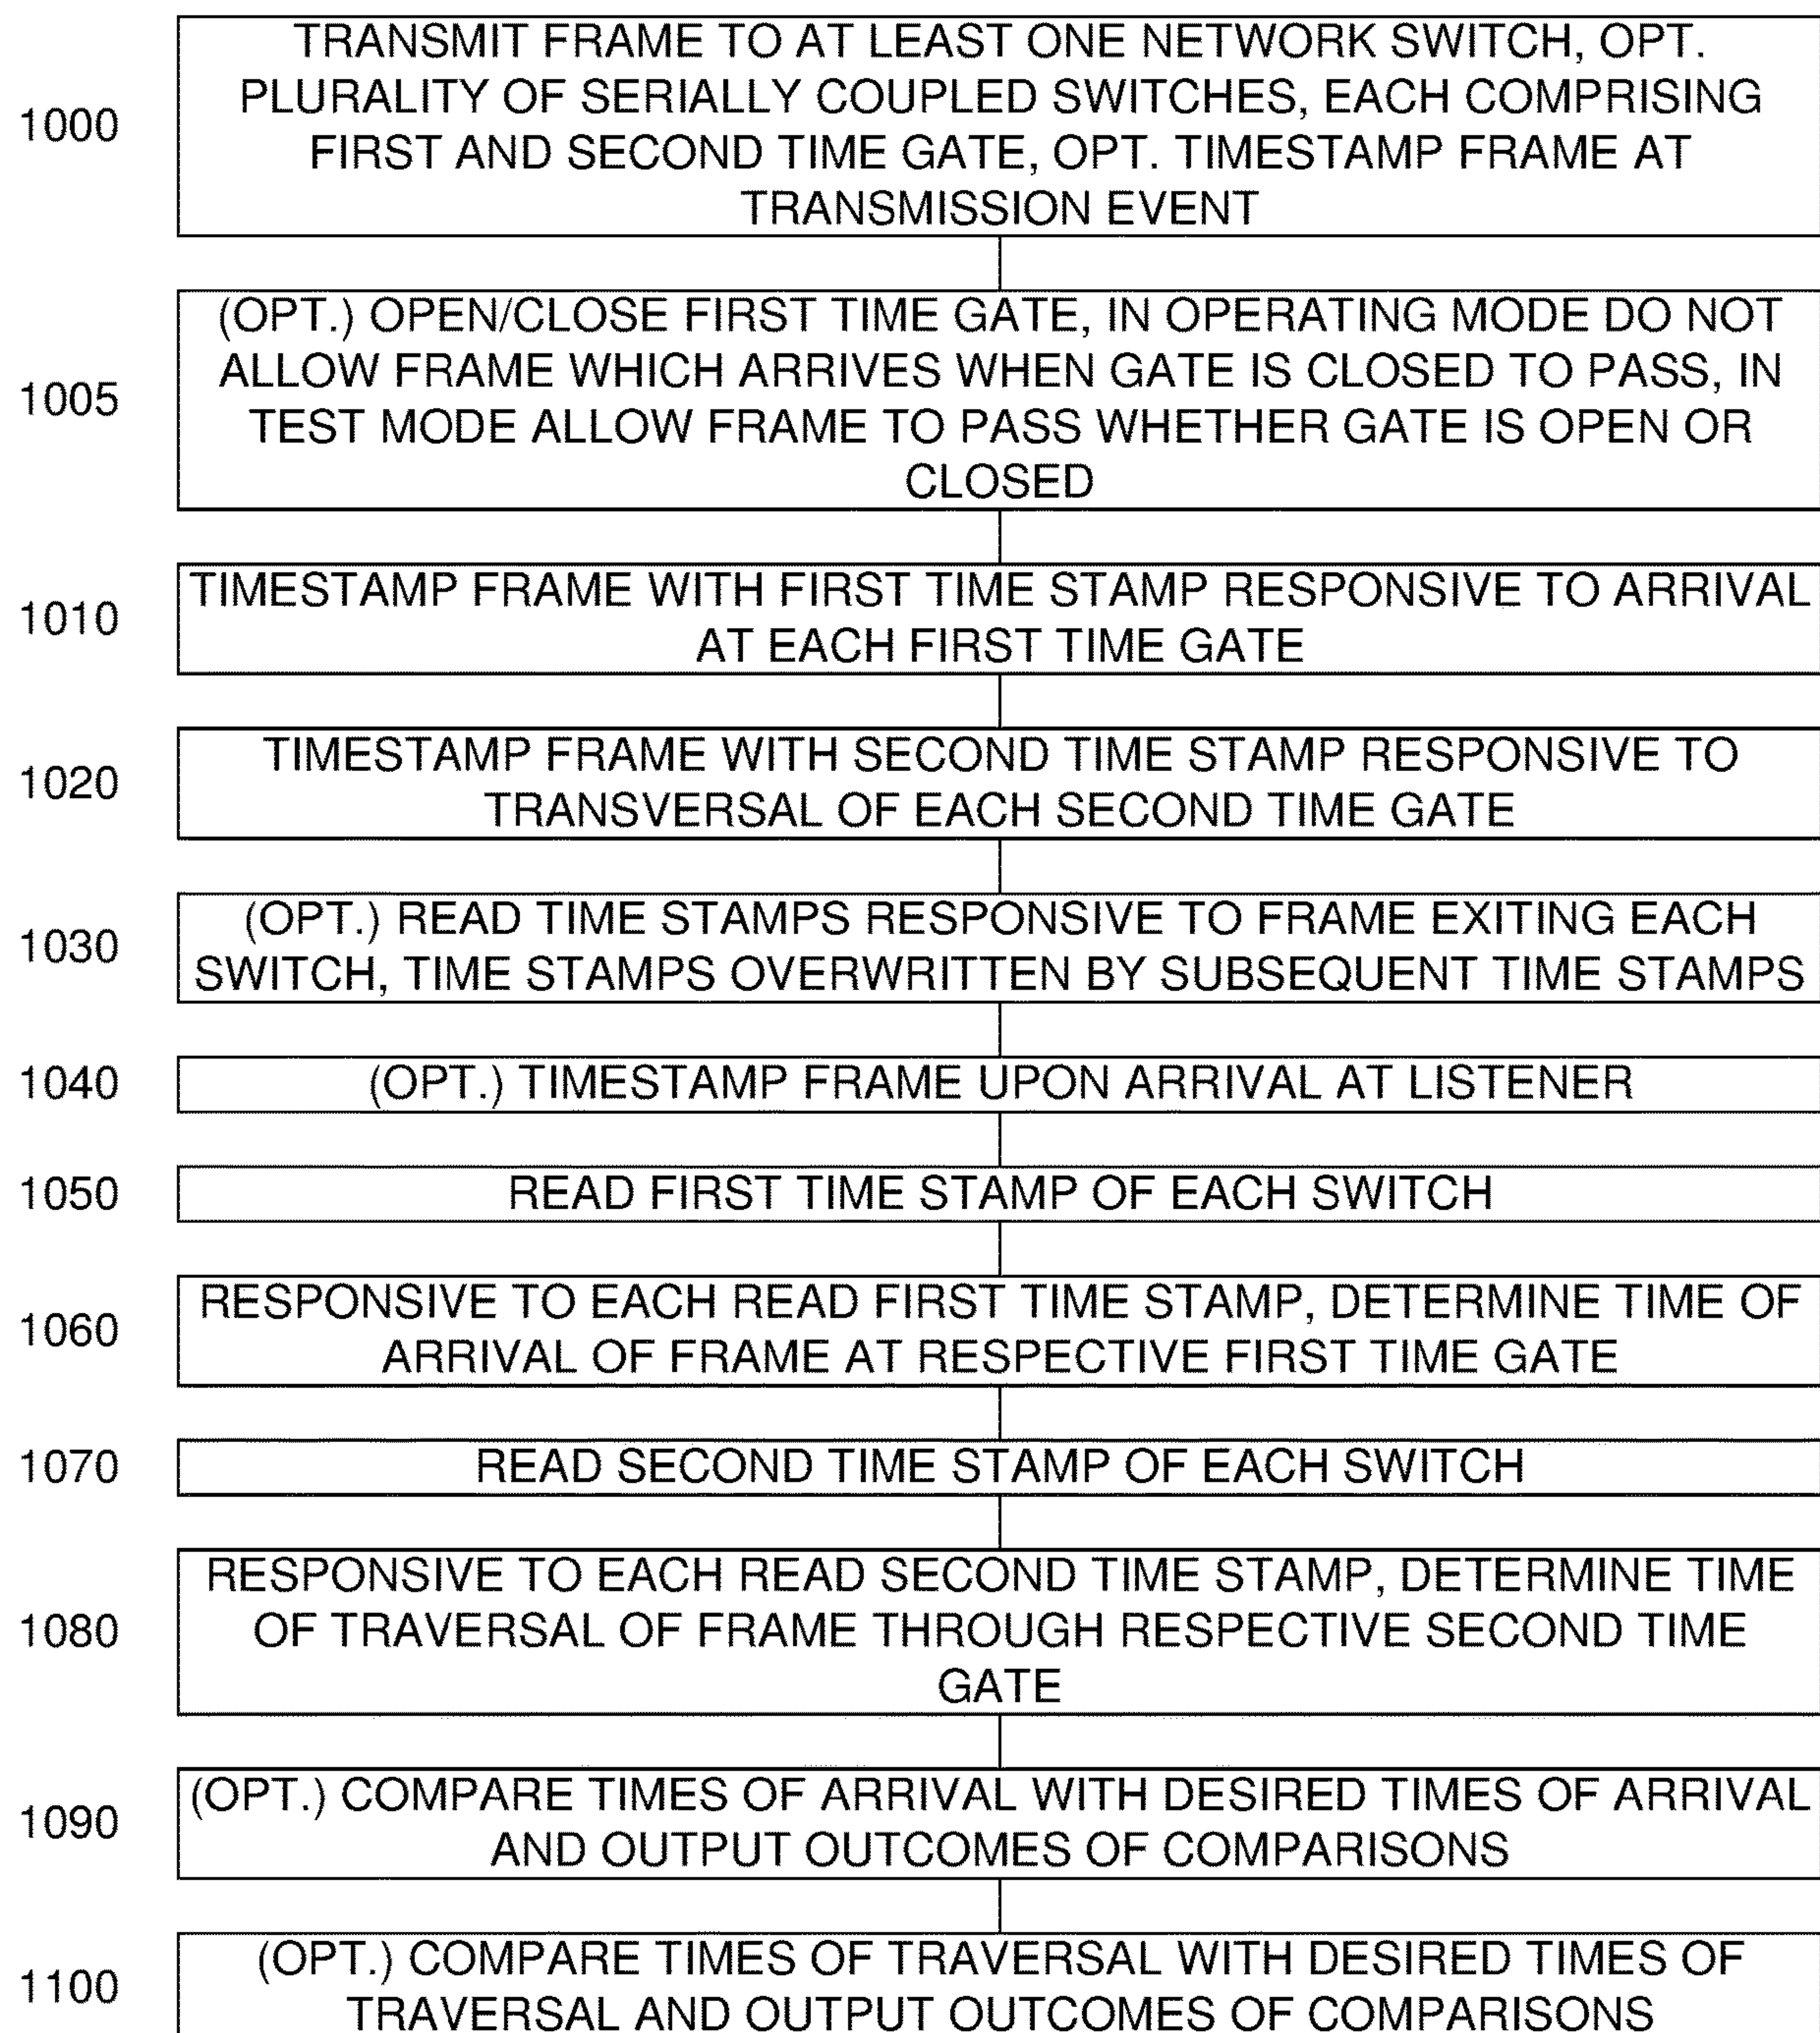 1000
TRANSMIT FRAME TO AT LEAST ONE NETWORK SWITCH, OPT.
PLURALITY OF SERIALLY COUPLED SWITCHES, EACH COMPRISING
FIRST AND SECOND TIME GATE, OPT. TIMESTAMP FRAME AT
TRANSMISSION EVENT
1005
(OPT.) OPEN/CLOSE FIRST TIME GATE, IN OPERATING MODE DO NOT
ALLOW FRAME WHICH ARRIVES WHEN GATE IS CLOSED TO PASS, IN
TEST MODE ALLOW FRAME TO PASS WHETHER GATE IS OPEN OR
CLOSED
1010
TIMESTAMP FRAME WITH FIRST TIME STAMP RESPONSIVE TO ARRIVAL
AT EACH FIRST TIME GATE
1020
TIMESTAMP FRAME WITH SECOND TIME STAMP RESPONSIVE TO
TRANSVERSAL OF EACH SECOND TIME GATE
1030
(OPT.) READ TIME STAMPS RESPONSIVE TO FRAME EXITING EACH
SWITCH, TIME STAMPS OVERWRITTEN BY SUBSEQUENT TIME STAMPS
1040
(OPT.) TIMESTAMP FRAME UPON ARRIVAL AT LISTENER
1050
READ FIRST TIME STAMP OF EACH SWITCH
1060
RESPONSIVE TO EACH READ FIRST TIME STAMP, DETERMINE TIME OF
ARRIVAL OF FRAME AT RESPECTIVE FIRST TIME GATE
1070
READ SECOND TIME STAMP OF EACH SWITCH
1080
RESPONSIVE TO EACH READ SECOND TIME STAMP, DETERMINE TIME
OF TRAVERSAL OF FRAME THROUGH RESPECTIVE SECOND TIME
GATE
1090
(OPT.) COMPARE TIMES OF ARRIVAL WITH DESIRED TIMES OF ARRIVAL
AND OUTPUT OUTCOMES OF COMPARISONS
1100
(OPT.) COMPARE TIMES OF TRAVERSAL WITH DESIRED TIMES OF
TRAVERSAL AND OUTPUT OUTCOMES OF COMPARISONS